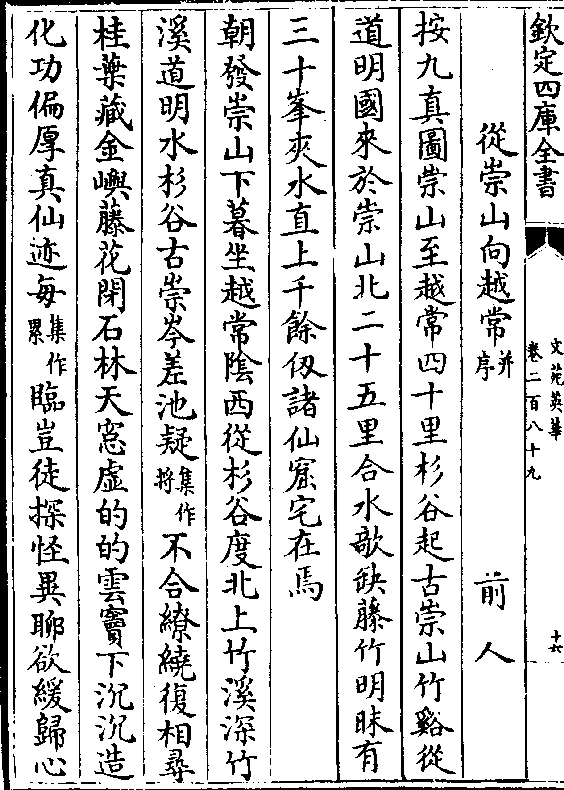 欽定四庫全書
文苑英華
卷二百八十九
十六
從崇山向越常并序 前人
按九真圖崇山至越常四十里杉谷起古崇山竹谿從
道明國來於崇山北二十五里合水歌缺藤竹明昧有
三十峯夾水直上千餘仞諸仙窟宅在焉
朝發崇山下暮坐越常陰西從杉谷度北上竹溪深竹
溪道明水杉谷古崇岑差池疑集作將不合繚繞復相尋
桂葉藏金嶼藤花閉石林天窓虚的的雲竇下沉沉造
化功偏厚真仙迹每集作累臨豈徒探怪異聊欲緩歸心